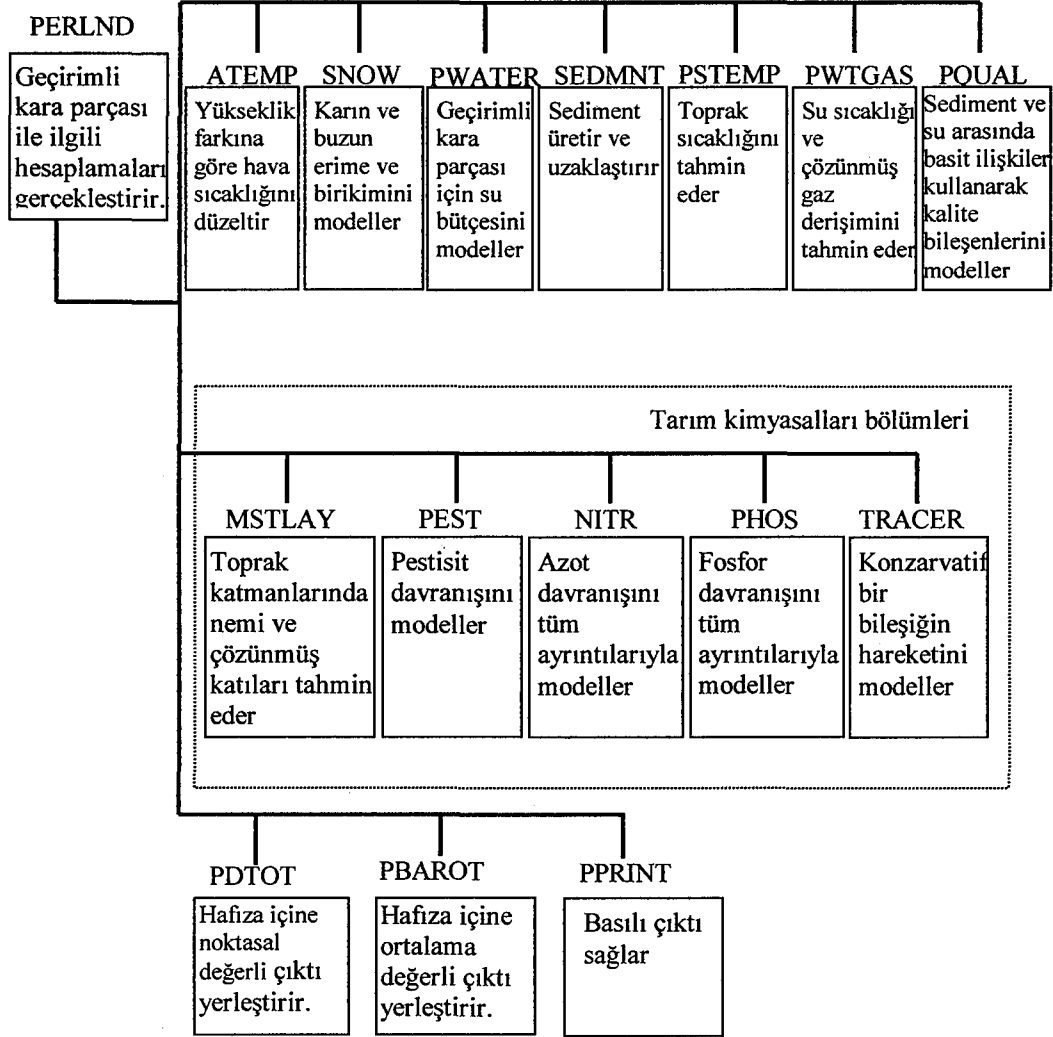 PERLND
Geçirimli
kara parçası
ile ilgili
hesaplamaları
gerçekleştirir.
ATEMP
Yükseklik
farkına
göre hava
sıcaklığını
düzeltir
SNOW
Karın ve
buzun
erime ve
birikimini
modeller
PWATER
Geçirimli
kara
parçası
için su
bütçesini
modeller
SEDMNT
Sediment
üretir ve
uzaklaştırır
PSTEMP
Toprak
sıcaklığını
tahmin
eder
PWTGAS
Su sıcaklığı
ve
çözünmüş
gaz
derişimini
tahmin eder
PQUAL
Sediment ve
su arasında
basit ilişkiler
kullanarak
kalite
bileşenlerini
modeller
Tarım kimyasalları bölümleri
MSTLAY
Toprak
katmanlarında
nemi ve
çözünmüş
katıları tahmin
eder
PEST
Pestisit
davranışını
modeller
NITR
Azot
davranışını
tüm
ayrıntılarıyla
modeller
PHOS
Fosfor
davranışını
tüm
ayrıntılarıyla
modeller
TRACER
Konzarvatif
bir
bileşiğin
hareketini
modeller
PDTOT
Hafıza içine
noktasal
değerli çıktı
yerleştirir.
PBAROT
Hafıza içine
ortalama
değerli çıktı
yerleştirir.
PPRINT
Basılı çıktı
sağlar